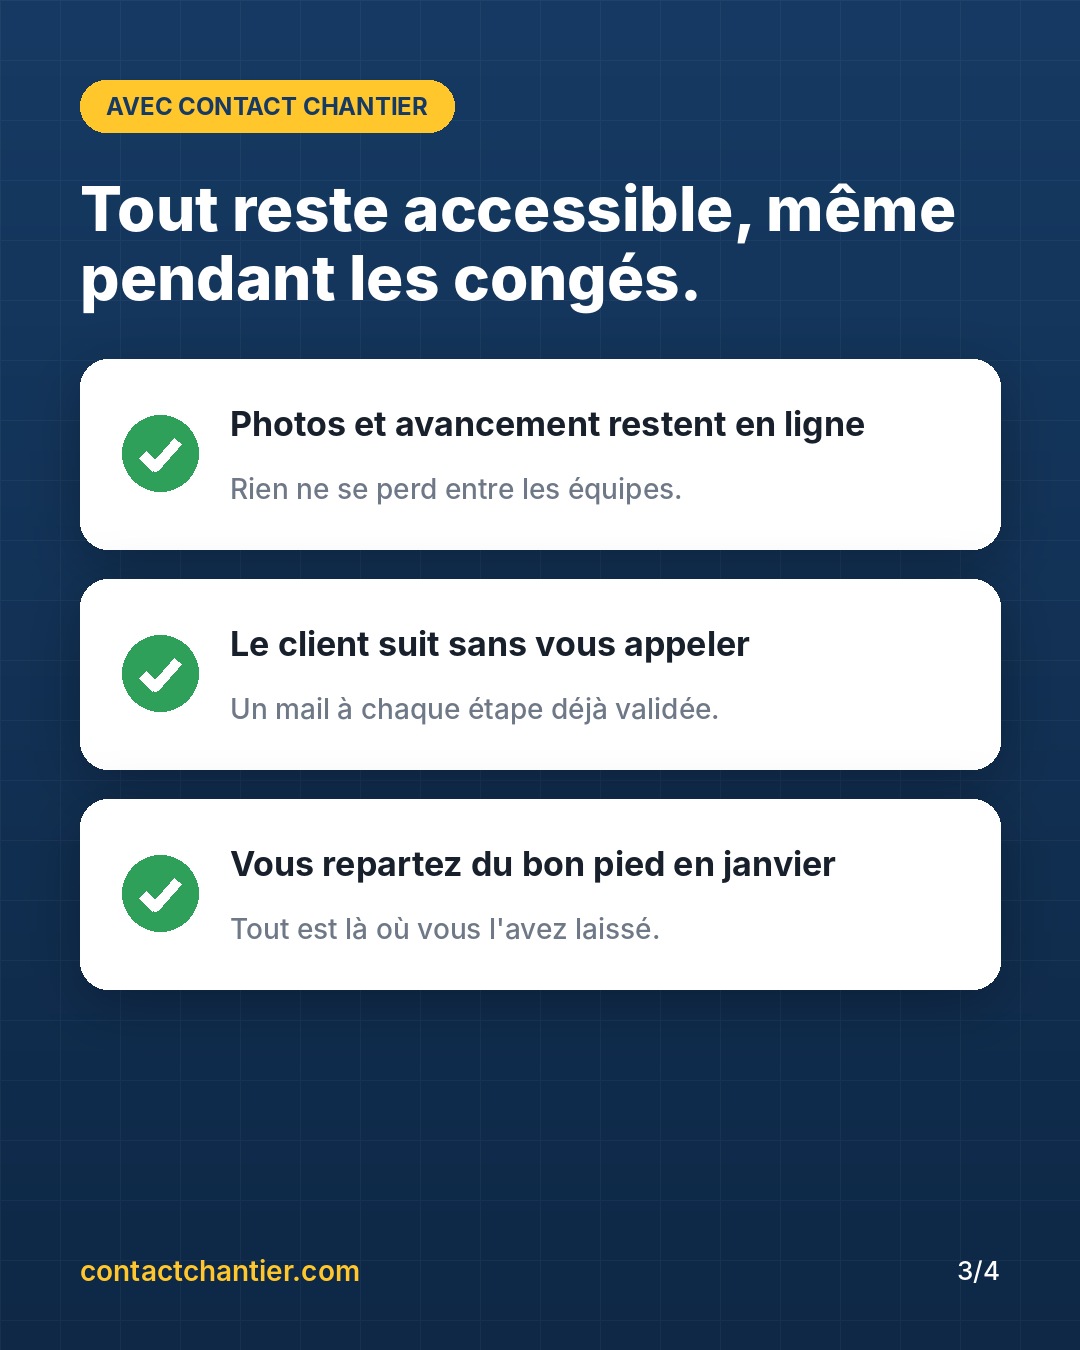 AVEC CONTACT CHANTIER
Tout reste accessible, même
pendant les congés.
Photos et avancement restent en ligne
Rien ne se perd entre les équipes.
Le client suit sans vous appeler
Un mail à chaque étape déjà validée.
Vous repartez du bon pied en janvier
Tout est là où vous l'avez laissé.
contactchantier.com
3/4